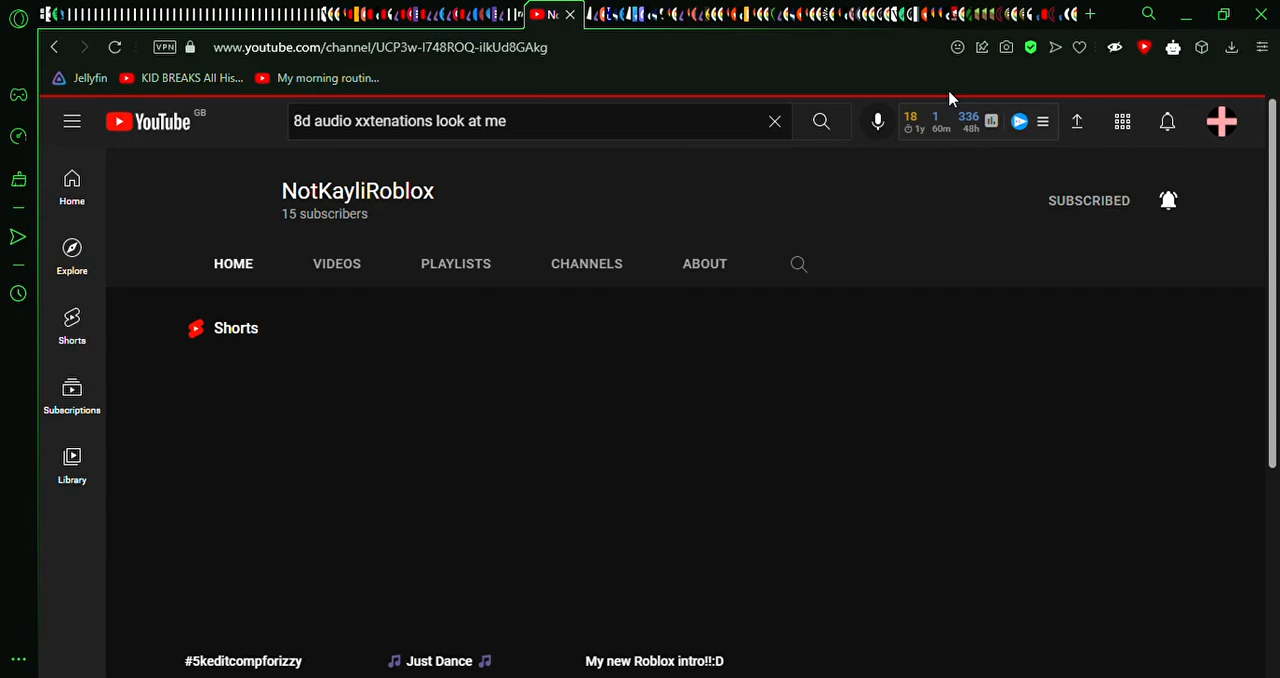 VPN
www.youtube.com/channel/UCP3w-I748ROQ-ilkUd8GAkg
Jellyfin
KID BREAKS All His...
My morning routin...
YouTube GB
8d audio xxtenations look at me
18 1 336
1y 60m 48h
NotKayliRoblox
15 subscribers
SUBSCRIBED
HOME VIDEOS PLAYLISTS CHANNELS ABOUT
Home
Explore
Shorts
Subscriptions
Library
Shorts
#5keditcompforizzy
🎵 Just Dance 🎵
My new Roblox intro!!:D